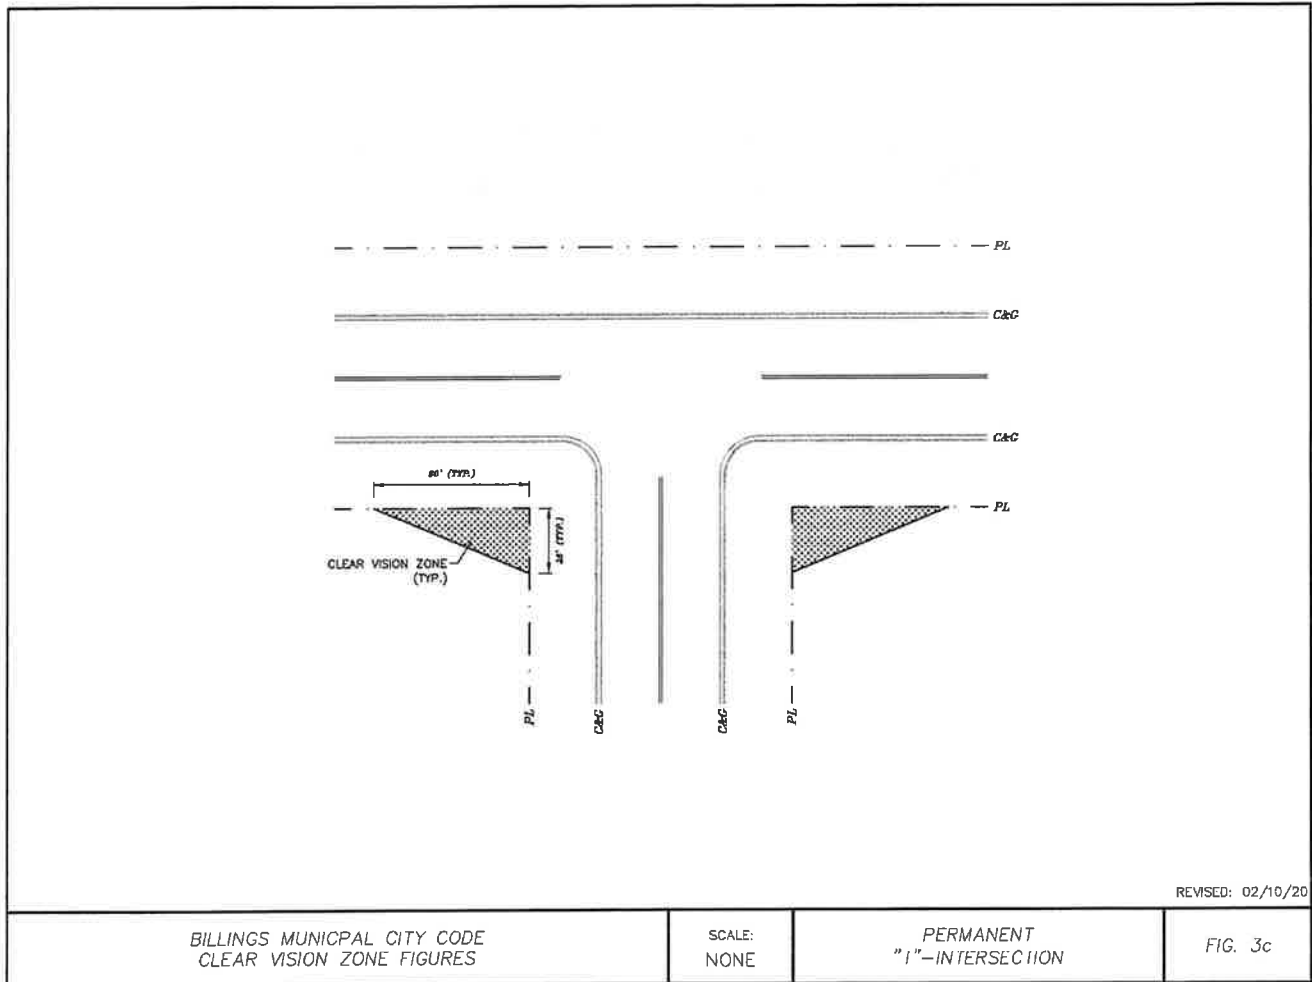 PL
C&G
C&G
(TYP.)
PL
(TYP.)
CLEAR VISION ZONE
(TYP.)
PL
C&G
C&G
PL
REVISED: 02/10/20
BILLINGS MUNICPAL CITY CODE
CLEAR VISION ZONE FIGURES
SCALE:
NONE
PERMANENT
"T"-INTERSECTION
FIG. 3c